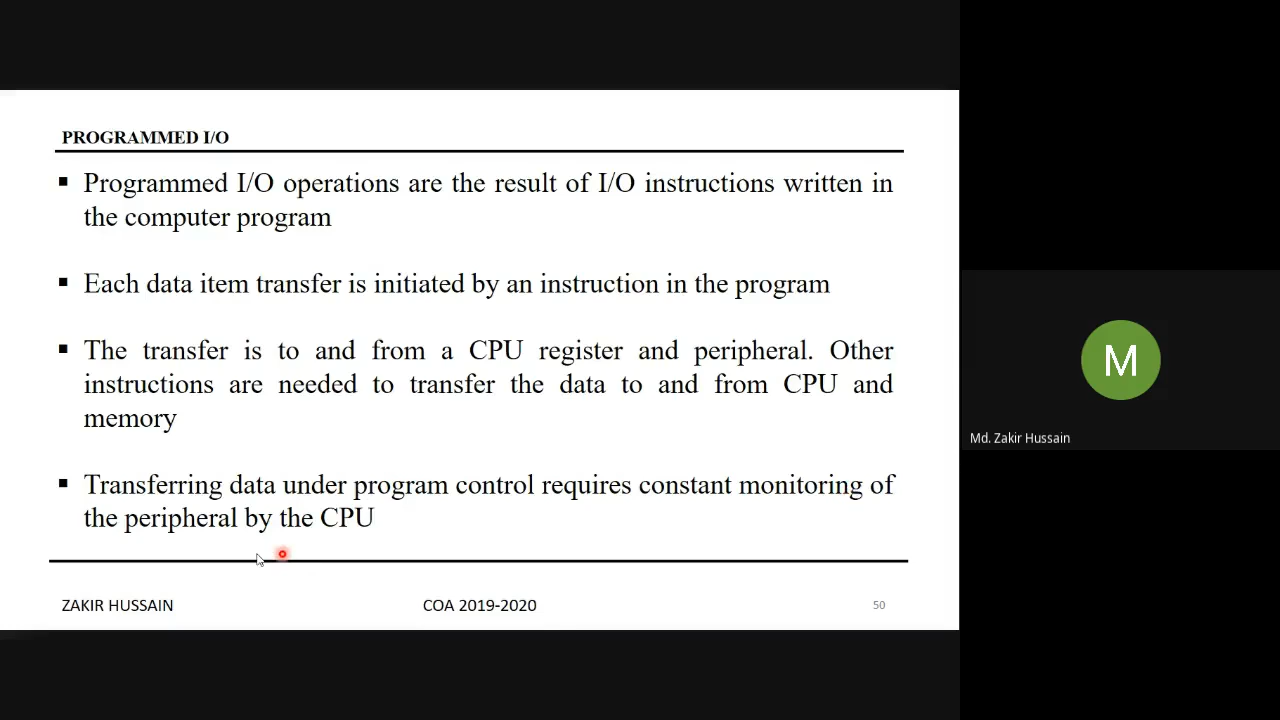 PROGRAMMED I/O
▪ Programmed I/O operations are the result of I/O instructions written in
the computer program
▪ Each data item transfer is initiated by an instruction in the program
▪ The transfer is to and from a CPU register and peripheral. Other
instructions are needed to transfer the data to and from CPU and
memory
▪ Transferring data under program control requires constant monitoring of
the peripheral by the CPU
ZAKIR HUSSAIN
COA 2019-2020
50
M
Md. Zakir Hussain